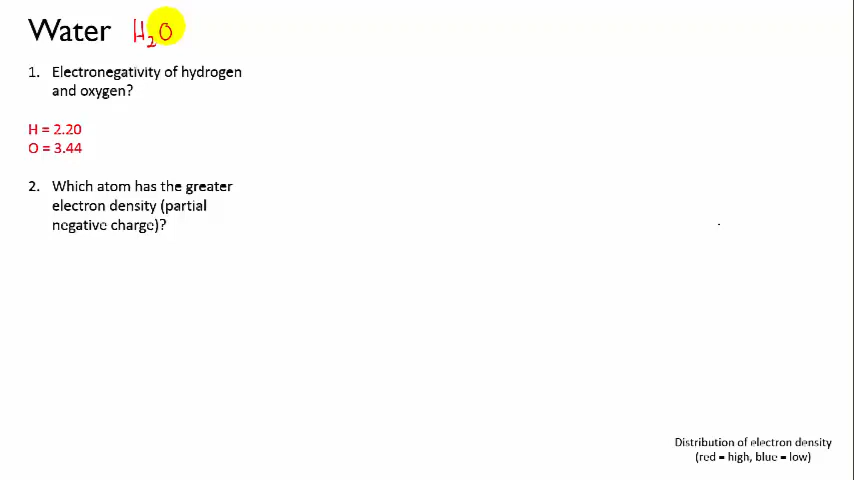 Water H₂O
1. Electronegativity of hydrogen
and oxygen?
H = 2.20
O = 3.44
2. Which atom has the greater
electron density (partial
negative charge)?
Distribution of electron density
(red = high, blue = low)